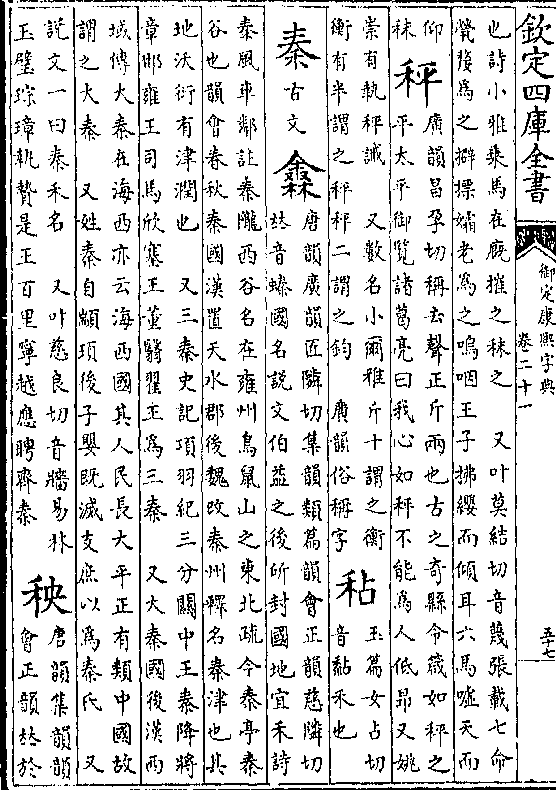 欽定四庫全書
御定康熙字典
卷二十一
五十七
也詩小雅乗馬在厩摧之秣之　又叶莫結切音蔑張載七命
煢嫠爲之擗摽孀老爲之嗚咽王子拂纓而傾耳六馬噓天而
仰
秣
秤
廣韻昌孕切稱去聲正斤兩也古之奇縣令箴如秤之
平太平御覧諸葛亮曰我心如秤不能爲人低昻又姚
崇有執秤誡　又數名小爾雅斤十謂之衡
衡有半謂之秤秤二謂之鈞　廣韻俗稱字
秥
玉篇女占切
音黏禾也
秦
古文
𥢮
唐韻廣韻匠隣切集韻類篇韻會正韻慈隣切
𠀤音螓國名説文伯益之後所封國地宜禾詩
秦風車鄰註秦隴西谷名在雍州鳥鼠山之東北疏今秦亭秦
谷也韻會春秋秦國漢置天水郡後魏改秦州釋名秦津也其
地沃衍有津潤也　又三秦史記項羽紀三分闗中王秦降將
章邯雍王司馬欣塞王董翳翟王爲三秦　又大秦國後漢西
域傳大秦在海西亦云海西國其人民長大平正有類中國故
謂之大秦　又姓秦自顓頊後子嬰既滅支庶以爲秦氏　又
説文一曰秦禾名　又叶慈良切音牆易林
玉璧琮璋執贄是王百里甯越應聘齊秦
秧
唐韻集韻韻
會正韻𠀤於